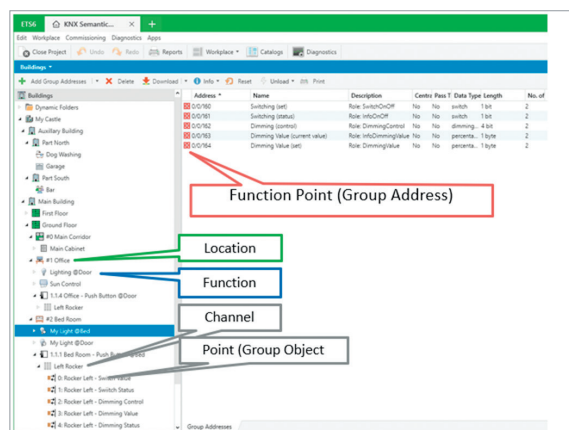 ETS6 KNX Semantic... × +
Edit Workplace Commissioning Diagnostics Apps
Close Project Undo Redo Reports Workplace Catalogs Diagnostics
Buildings
Add Group Addresses Delete Download Info Reset Unload Print
Buildings
Dynamic Folders
My Castle
Auxillary Building
Part North
Dog Washing
Garage
Part South
Bar
Main Building
First Floor
Ground Floor
#0 Main Corridor
Main Cabinet
#1 Office
Lighting @Door
Sun Control
1.1.4 Office - Push Button @Door
Left Rocker
#2 Bed Room
My Light @Bed
My Light @Door
1.1.1 Bed Room - Push Button @Bed
Left Rocker
0: Rocker Left - Switch Value
1: Rocker Left - Switch Status
2: Rocker Left - Dimming Control
3: Rocker Left - Dimming Value
4: Rocker Left - Dimming Status
Address Name Description Centra Pass T Data Type Length No. of
0/0/160 Switching (set) Role: SwitchOnOff No No switch 1 bit 2
0/0/161 Switching (status) Role: InfoOnOff No No switch 1 bit 2
0/0/162 Dimming (control) Role: DimmingControl No No dimming... 4 bit 2
0/0/163 Dimming Value (current value) Role: InfoDimmingValue No No percenta... 1 byte 2
0/0/164 Dimming Value (set) Role: DimmingValue No No percenta... 1 byte 2
Function Point (Group Address)
Location
Function
Channel
Point (Group Object
Group Addresses